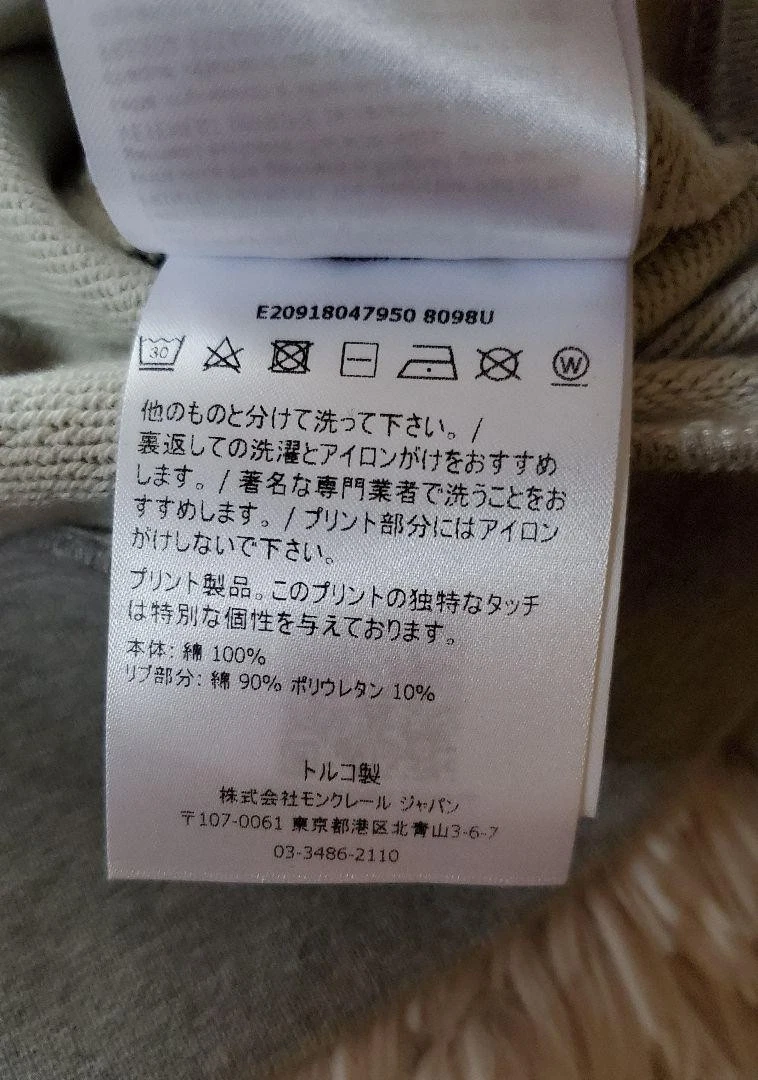 E20918047950 8098U
30
W
他のものと分けて洗って下さい。/
裏返しての洗濯とアイロンがけをおすすめ
します。/ 著名な専門業者で洗うことをお
すすめします。/ プリント部分にはアイロン
がけしないで下さい。
プリント製品。このプリントの独特なタッチ
は特別な個性を与えております。
本体: 綿 100%
リブ部分: 綿 90% ポリウレタン 10%
トルコ製
株式会社モンクレール ジャパン
〒107-0061 東京都港区北青山3-6-7
03-3486-2110